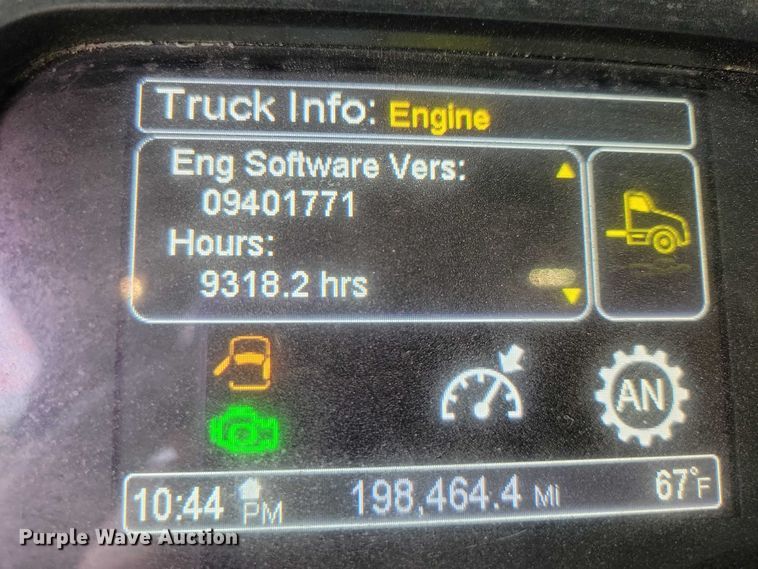 Truck Info: Engine
Eng Software Vers:
09401771
Hours:
9318.2 hrs
AN
10:44 PM 198,464.4 Mi 67°F
Purple Wave Auction